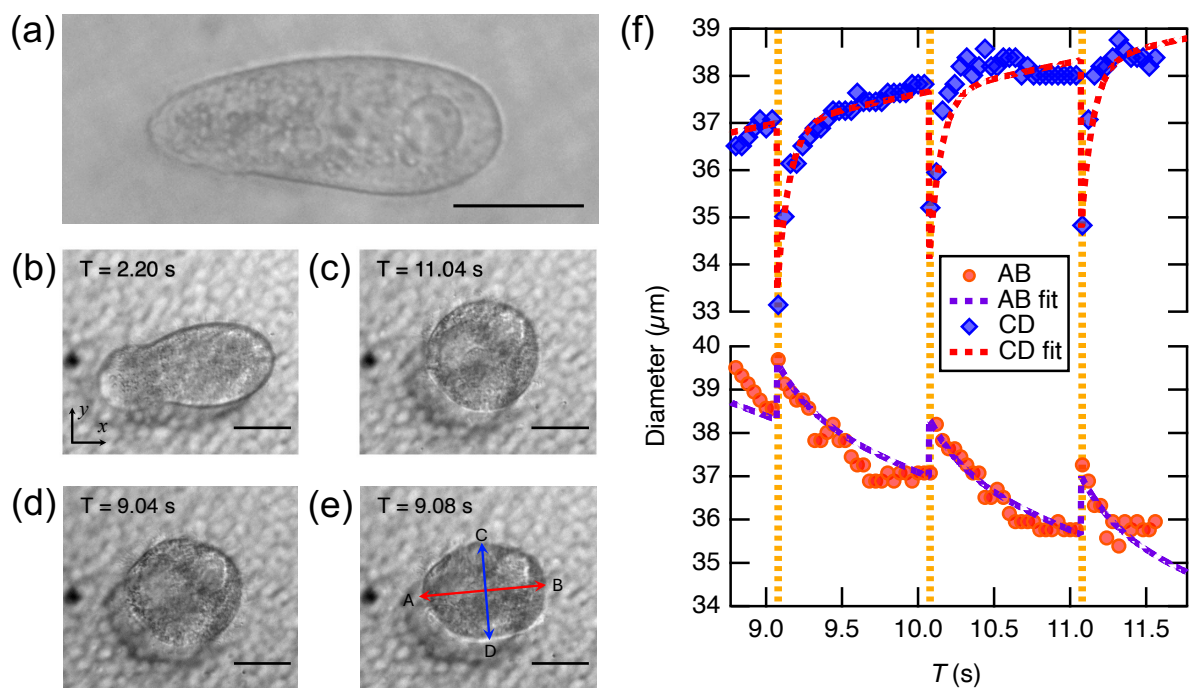 (a)
(b)
T = 2.20 s
y
x
(c)
T = 11.04 s
(d)
T = 9.04 s
(e)
T = 9.08 s
C
A
B
D
(f)
39
38
37
36
35
34
33
40
39
38
37
36
35
34
Diameter (μm)
AB
AB fit
CD
CD fit
9.0 9.5 10.0 10.5 11.0 11.5
T (s)